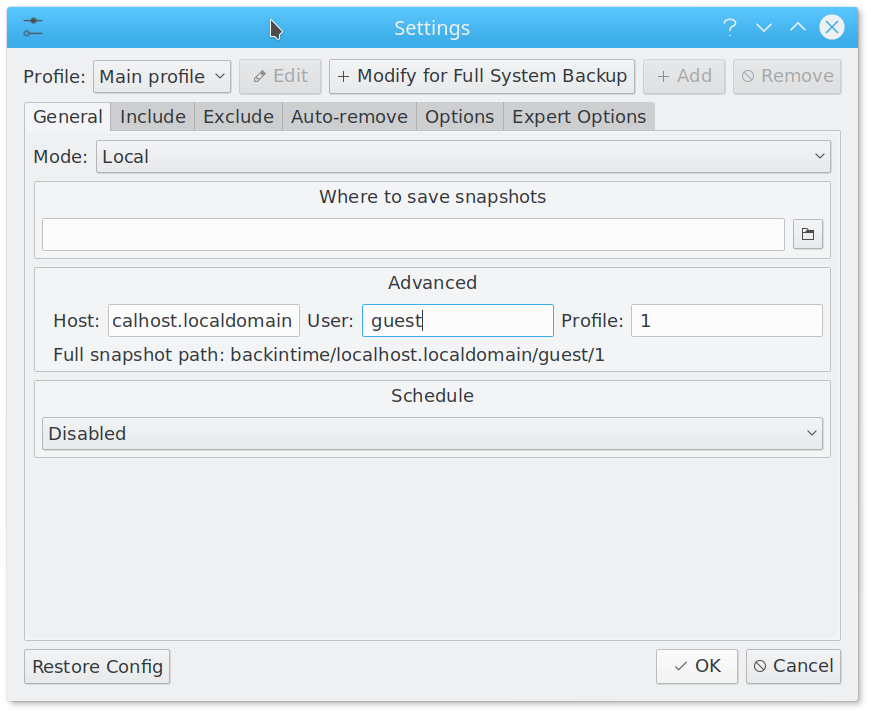 Settings
Profile: Main profile Edit + Modify for Full System Backup + Add Remove
General Include Exclude Auto-remove Options Expert Options
Mode: Local
Where to save snapshots
Advanced
Host: calhost.localdomain User: guest Profile: 1
Full snapshot path: backintime/localhost.localdomain/guest/1
Schedule
Disabled
Restore Config OK Cancel